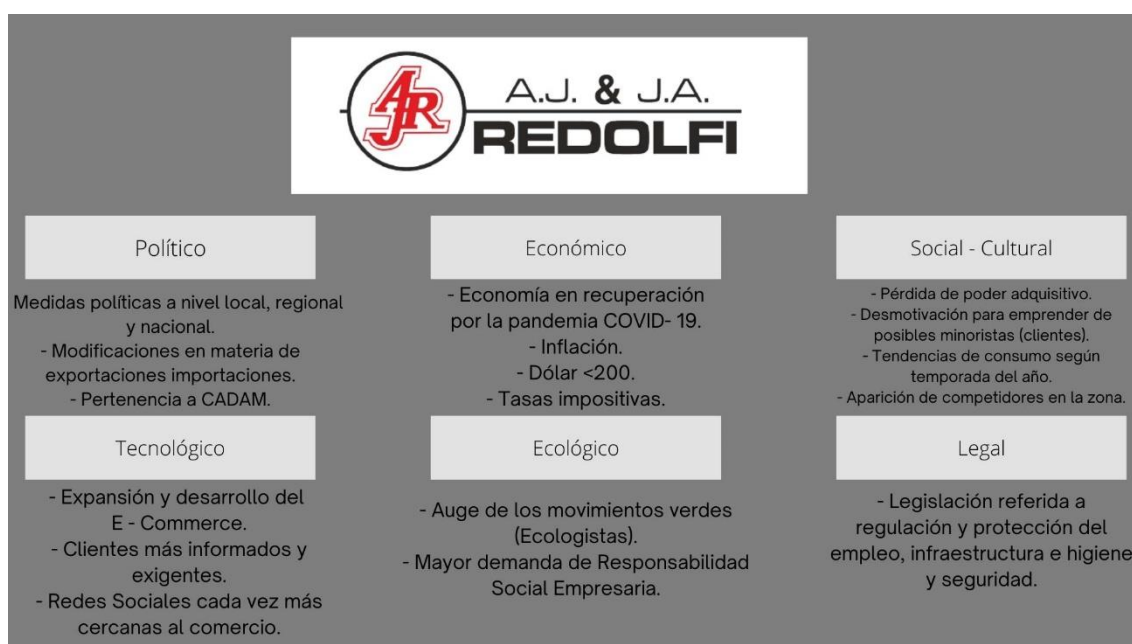 AJR
A.J. & J.A.
REDOLFI
Político
Medidas políticas a nivel local, regional
y nacional.
- Modificaciones en materia de
exportaciones importaciones.
- Pertenencia a CADAM.
Económico
- Economía en recuperación
por la pandemia COVID- 19.
- Inflación.
- Dólar <200.
- Tasas impositivas.
Social - Cultural
- Pérdida de poder adquisitivo.
- Desmotivación para emprender de
posibles minoristas (clientes).
- Tendencias de consumo según
temporada del año.
- Aparición de competidores en la zona.
Tecnológico
- Expansión y desarrollo del
E - Commerce.
- Clientes más informados y
exigentes.
- Redes Sociales cada vez más
cercanas al comercio.
Ecológico
- Auge de los movimientos verdes
(Ecologistas).
- Mayor demanda de Responsabilidad
Social Empresaria.
Legal
- Legislación referida a
regulación y protección del
empleo, infraestructura e higiene
y seguridad.